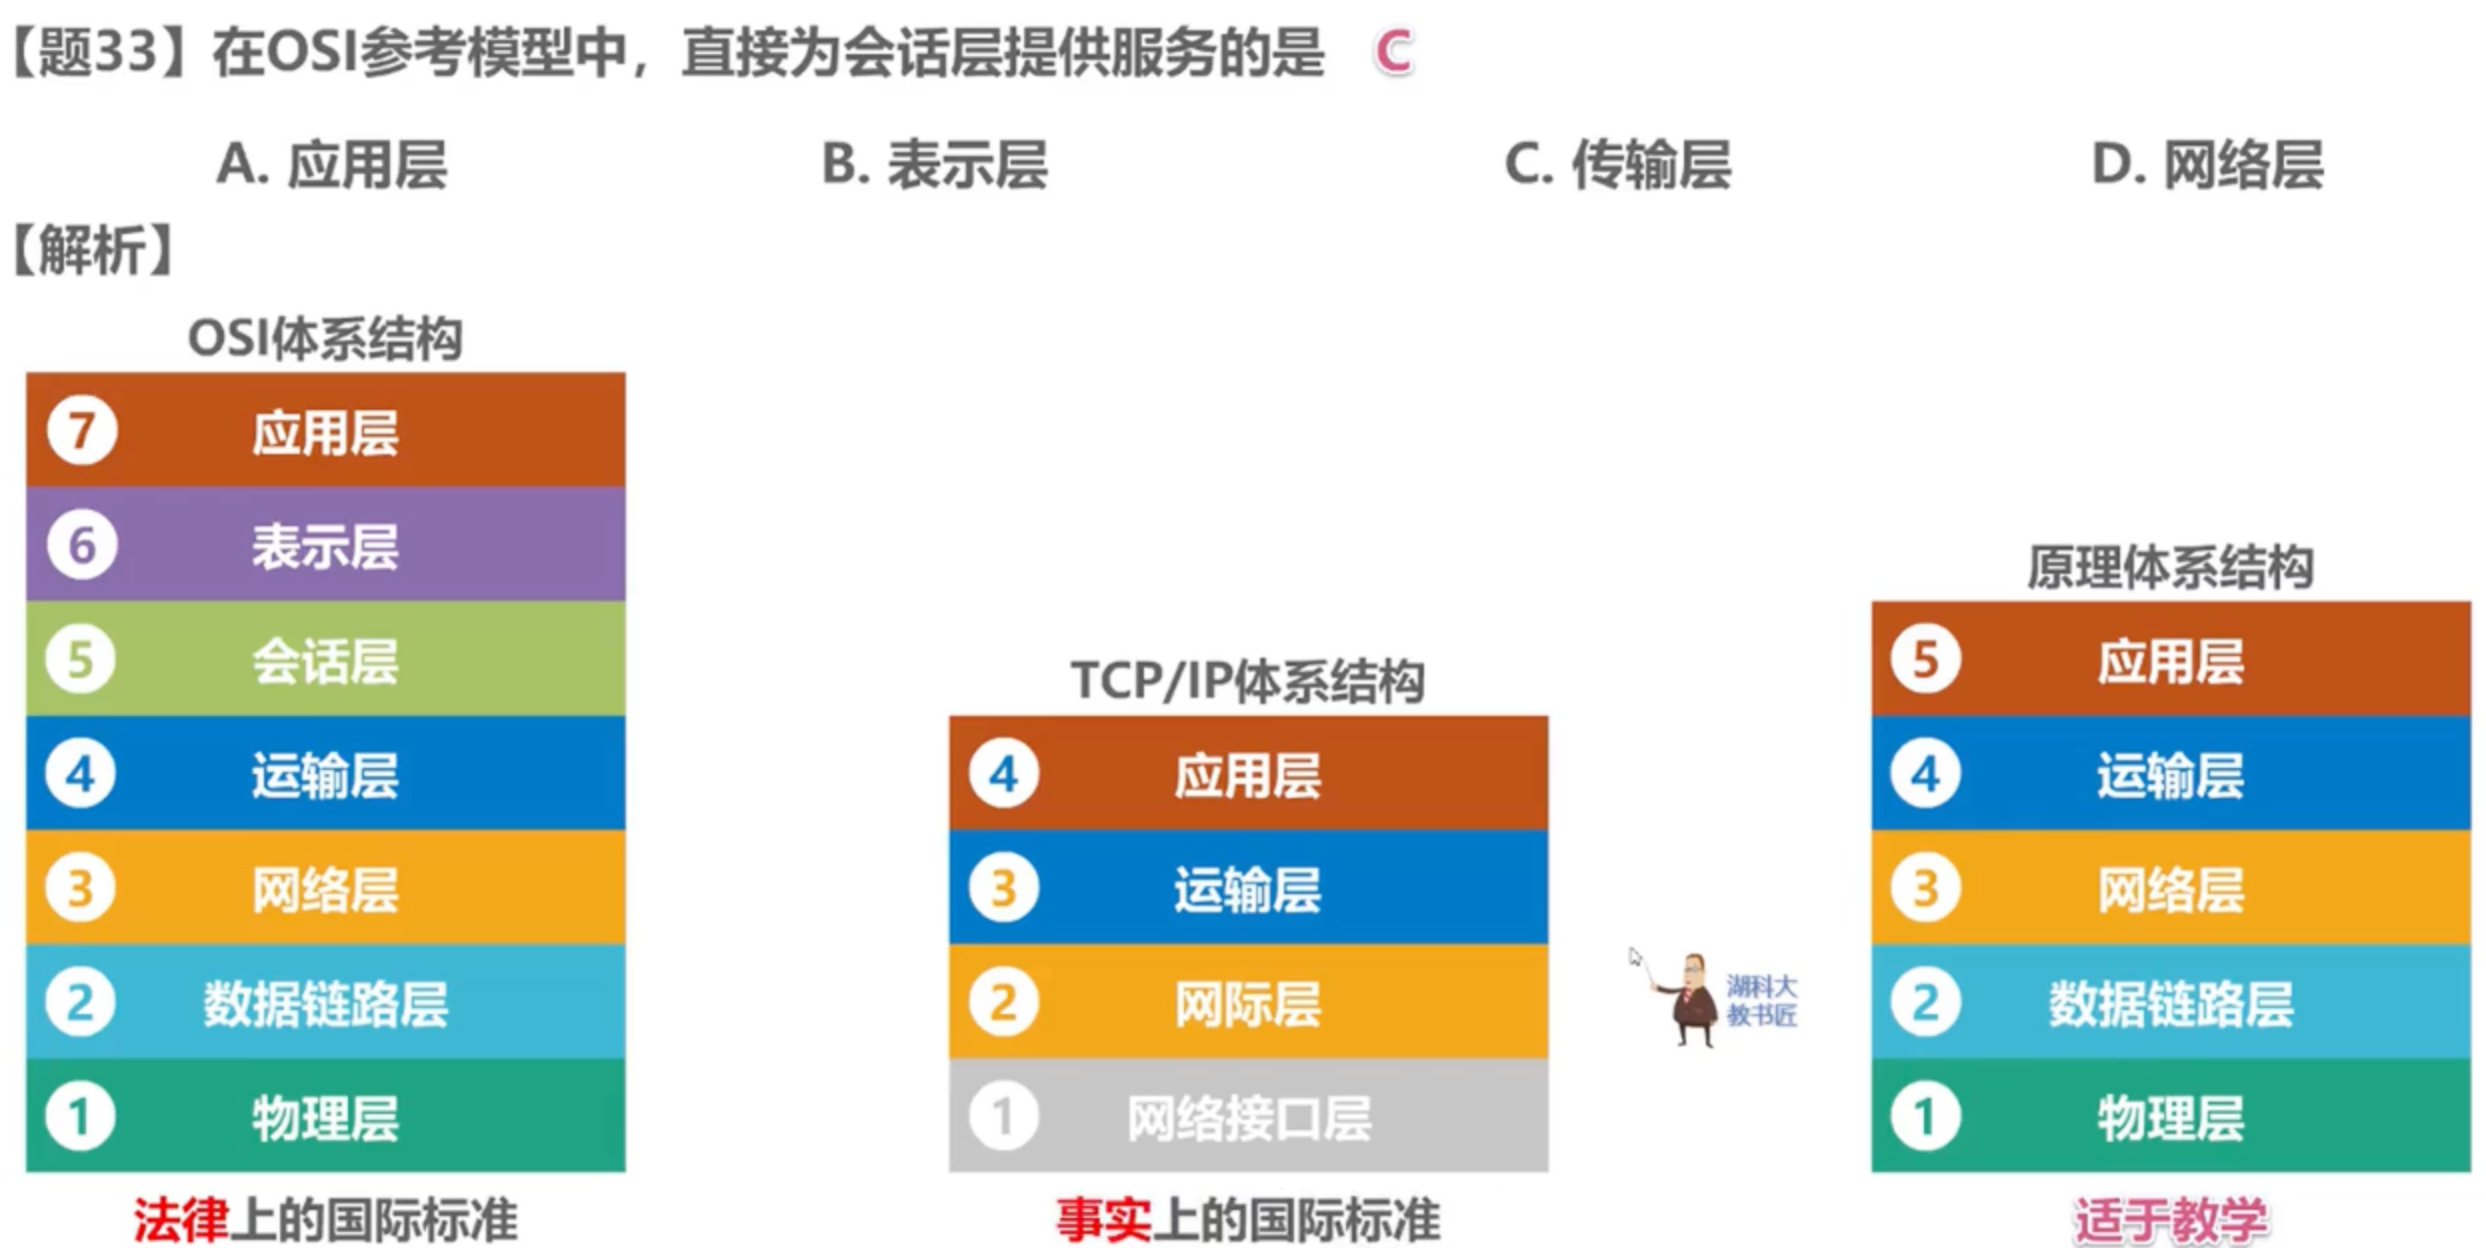 【题33】在OSI参考模型中，直接为会话层提供服务的是 C
A. 应用层 B. 表示层 C. 传输层 D. 网络层
【解析】
OSI体系结构
7 应用层
6 表示层
5 会话层
4 运输层
3 网络层
2 数据链路层
1 物理层
法律上的国际标准
TCP/IP体系结构
4 应用层
3 运输层
2 网际层
1 网络接口层
事实上的国际标准
湖科大
教书匠
原理体系结构
5 应用层
4 运输层
3 网络层
2 数据链路层
1 物理层
适于教学